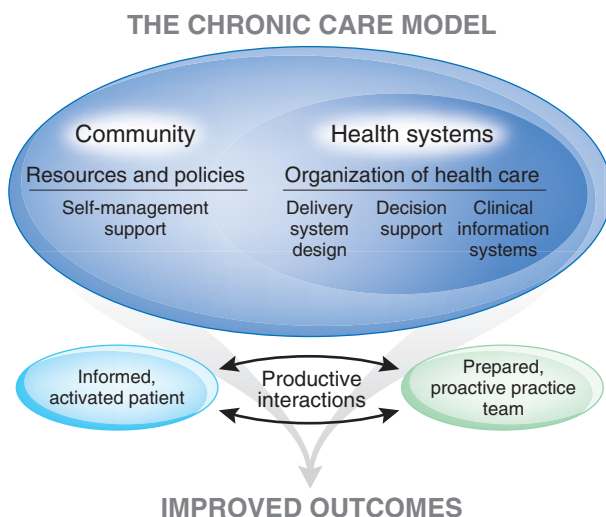 THE CHRONIC CARE MODEL
Community
Resources and policies
Self-management
support
Health systems
Organization of health care
Delivery
system
design
Decision
support
Clinical
information
systems
Informed,
activated patient
Productive
interactions
Prepared,
proactive practice
team
IMPROVED OUTCOMES